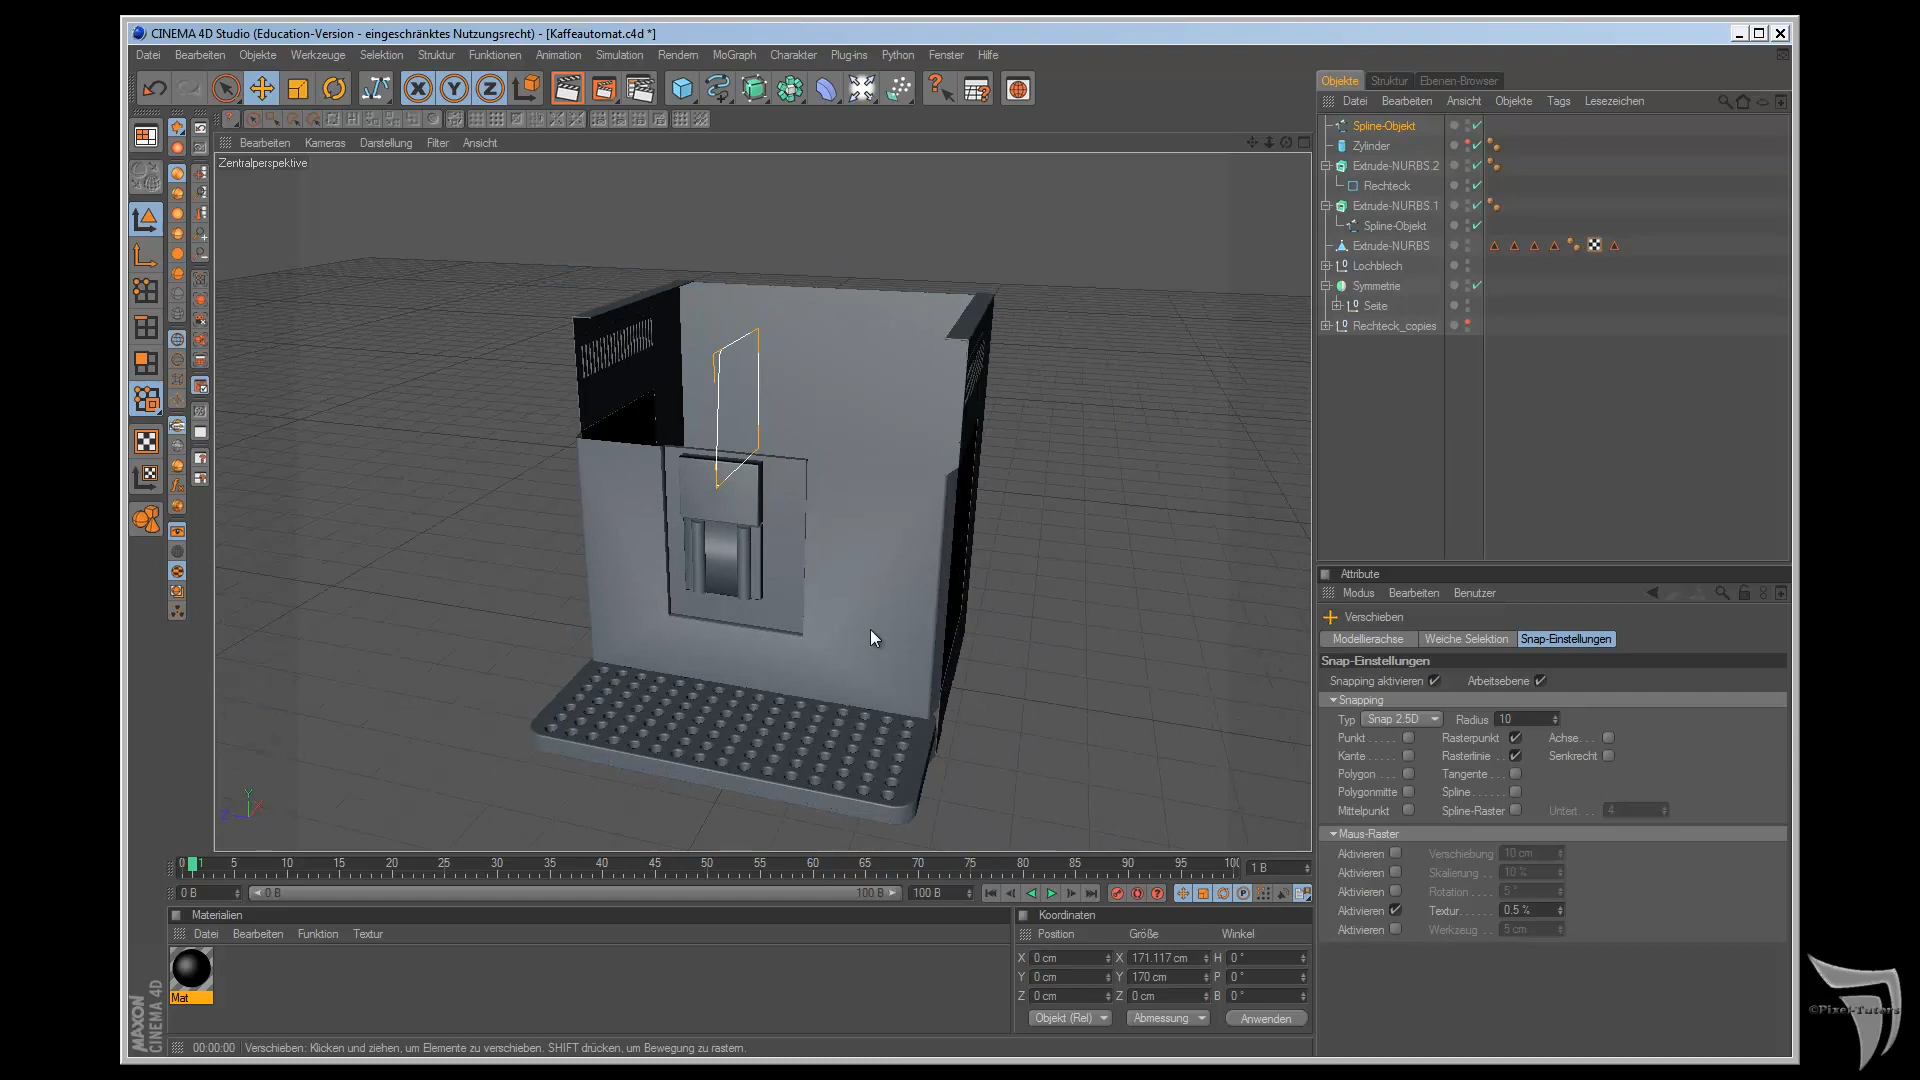 CINEMA 4D Studio (Education-Version - eingeschränktes Nutzungsrecht) - [Kaffeautomat.c4d *]
Datei Bearbeiten Objekte Werkzeuge Selektion Struktur Funktionen Animation Simulation Rendern MoGraph Charakter Plug-ins Python Fenster Hilfe
Objekte Struktur Ebenen-Browser
Datei Bearbeiten Ansicht Objekte Tags Lesezeichen
Bearbeiten Kameras Darstellung Filter Ansicht
Zentralperspektive
Spline-Objekt
Zylinder
Extrude-NURBS.2
Rechteck
Extrude-NURBS.1
Spline-Objekt
Extrude-NURBS
Lochblech
Symmetrie
Seite
Rechteck_copies
Attribute
Modus Bearbeiten Benutzer
Verschieben
Modellierachse Weiche Selektion Snap-Einstellungen
Snap-Einstellungen
Snapping aktivieren Arbeitsebene
Snapping
Typ Snap 2.5D Radius 10
Punkt Rasterpunkt Achse
Kante Rasterlinie Senkrecht
Polygon Tangente
Polygonmitte Spline
Mittelpunkt Spline-Raster Untert. 4
Maus-Raster
Aktivieren Verschiebung 10 cm
Aktivieren Skalierung 10 %
Aktivieren Rotation 5 °
Aktivieren Textur 0.5 %
Aktivieren Werkzeug 5 cm
Y X Z
0 1 5 10 15 20 25 30 35 40 45 50 55 60 65 70 75 80 85 90 95 100 1 B
0 B 0 B 100 B 100 B
Materialien
Datei Bearbeiten Funktion Textur
Mat
Koordinaten
Position Größe Winkel
X 0 cm X 171.117 cm H 0 °
Y 0 cm Y 170 cm P 0 °
Z 0 cm Z 0 cm B 0 °
Objekt (Rel) Abmessung Anwenden
MAXON
CINEMA 4D
00:00:00 Verschieben: Klicken und ziehen, um Elemente zu verschieben. SHIFT drücken, um Bewegung zu rastern.
©Pixel-Tutors